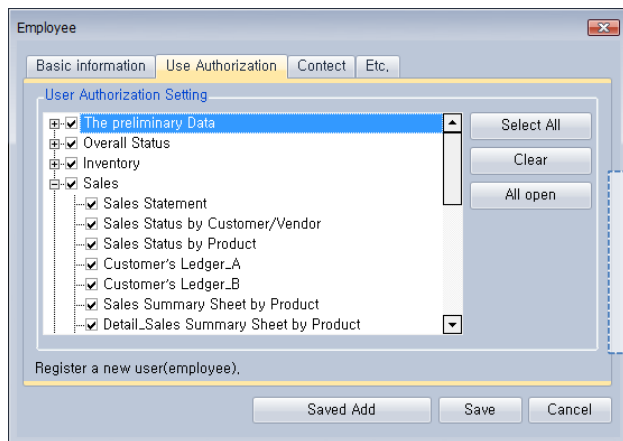 Employee
Basic information Use Authorization Contect Etc.
User Authorization Setting
The preliminary Data
Overall Status
Inventory
Sales
Sales Statement
Sales Status by Customer/Vendor
Sales Status by Product
Customer's Ledger_A
Customer's Ledger_B
Sales Summary Sheet by Product
Detail_Sales Summary Sheet by Product
Select All
Clear
All open
Register a new user(employee).
Saved Add Save Cancel